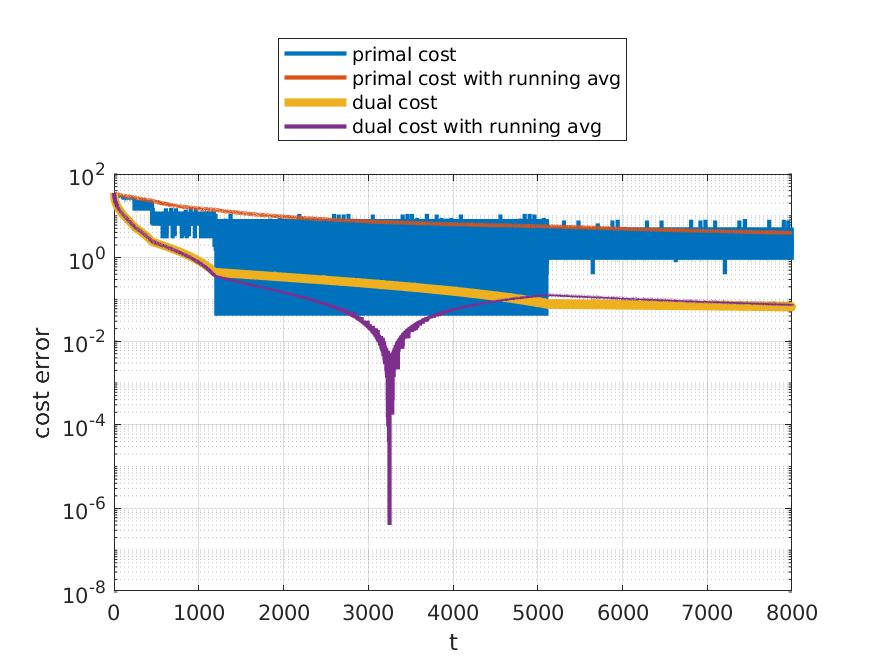 primal cost
primal cost with running avg
dual cost
dual cost with running avg
10^2
10^0
10^-2
10^-4
10^-6
10^-8
cost error
0 1000 2000 3000 4000 5000 6000 7000 8000
t